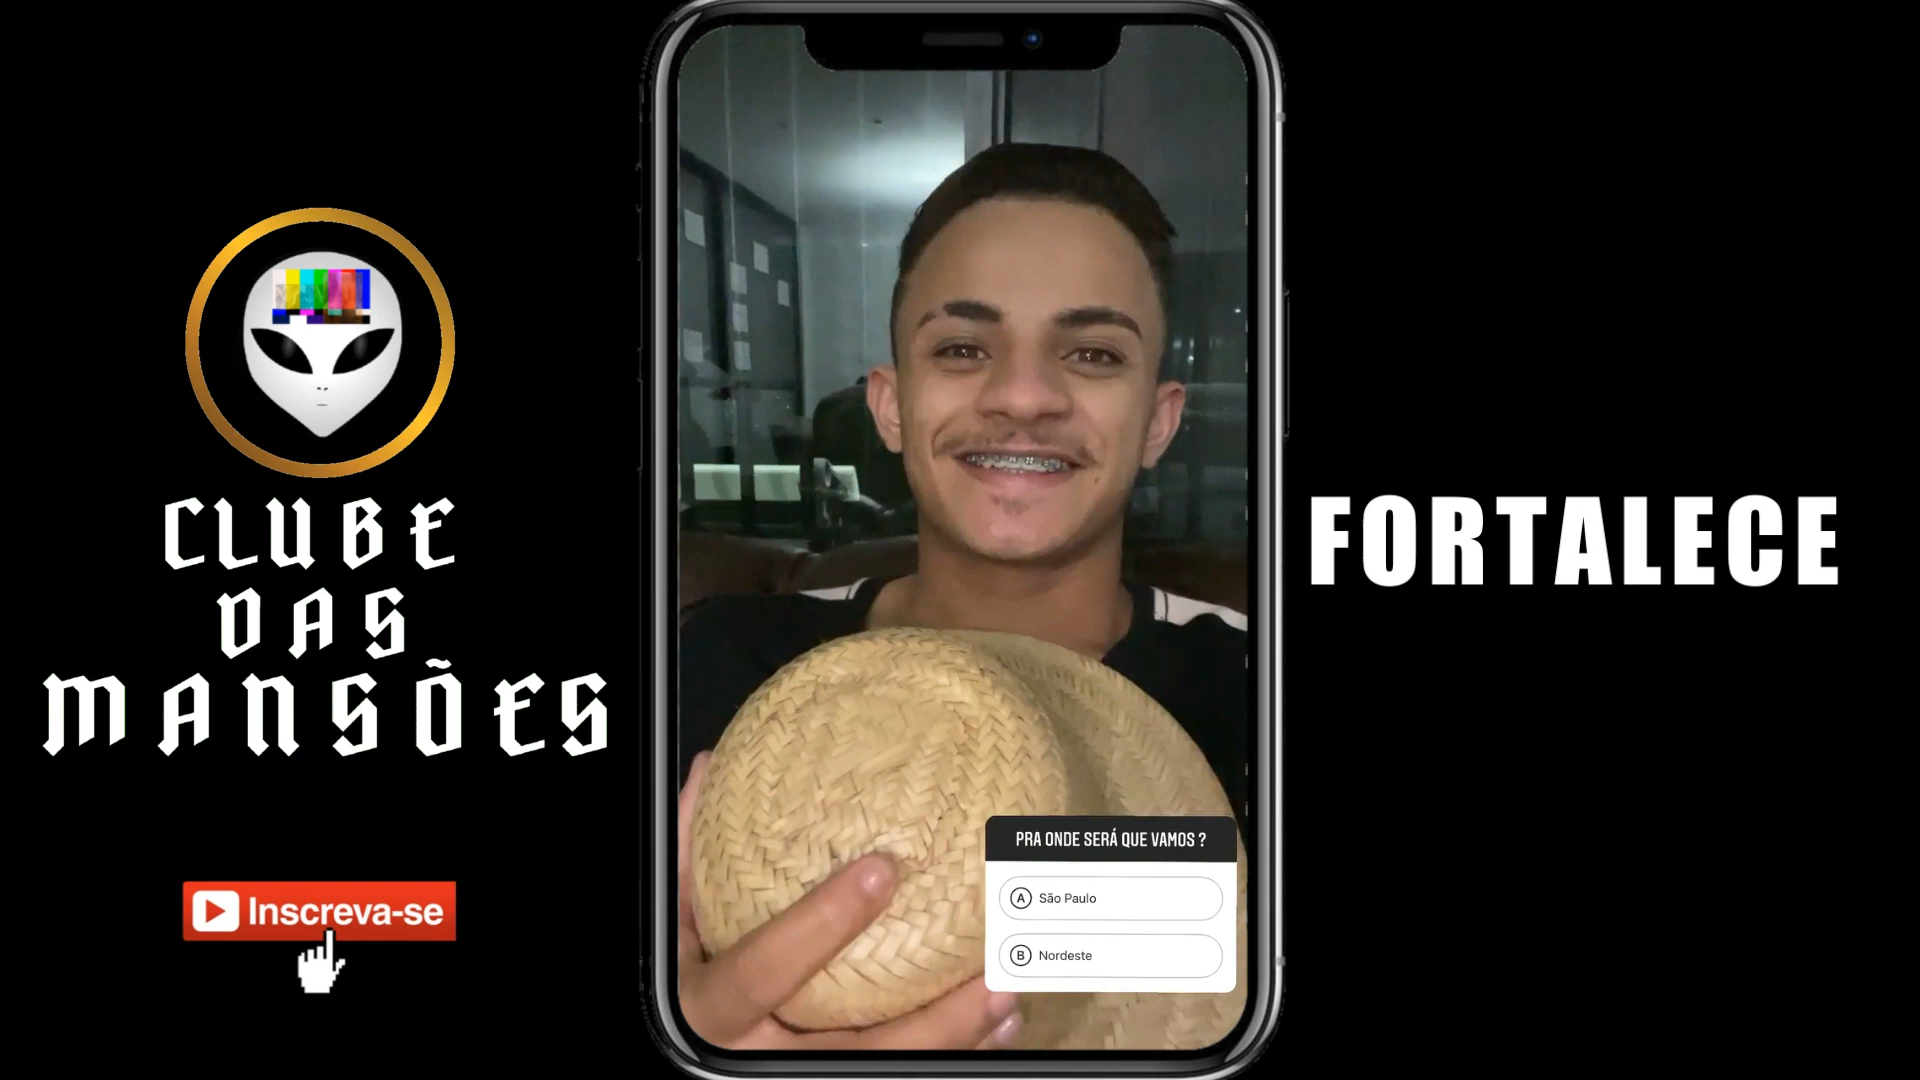 CLUBE
DAS
MANSÕES
Inscreva-se
PRA ONDE SERÁ QUE VAMOS ?
A São Paulo
B Nordeste
FORTALECE